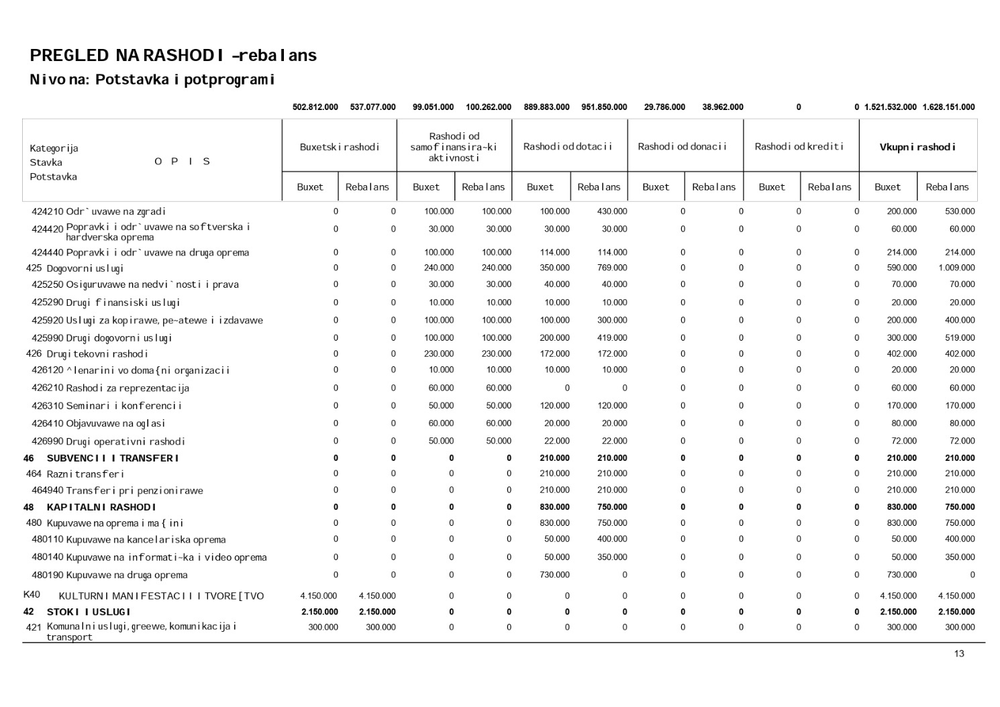 PREGLED NA RASHODI -rebalans
Nivo na: Potstavka i potprogrami
502.812.000 537.077.000 99.051.000 100.262.000 889.883.000 951.850.000 29.786.000 38.962.000 0 0 1.521.532.000 1.628.151.000
Kategorija
Stavka
Potstavka
O P I S
Buxetski rashodi
Rashodi od
samofinansira~ki
aktivnosti
Rashodi od dotacii
Rashodi od donacii
Rashodi od krediti
Vkupni rashodi
Buxet Rebalans Buxet Rebalans Buxet Rebalans Buxet Rebalans Buxet Rebalans Buxet Rebalans
424210 Odr`uvawe na zgradi 0 0 100.000 100.000 100.000 430.000 0 0 0 0 200.000 530.000
424420 Popravki i odr`uvawe na softverska i
hardverska oprema 0 0 30.000 30.000 30.000 30.000 0 0 0 0 60.000 60.000
424440 Popravki i odr`uvawe na druga oprema 0 0 100.000 100.000 114.000 114.000 0 0 0 0 214.000 214.000
425 Dogovorni uslugi 0 0 240.000 240.000 350.000 769.000 0 0 0 0 590.000 1.009.000
425250 Osiguruvawe na nedvi`nosti i prava 0 0 30.000 30.000 40.000 40.000 0 0 0 0 70.000 70.000
425290 Drugi finansiski uslugi 0 0 10.000 10.000 10.000 10.000 0 0 0 0 20.000 20.000
425920 Uslugi za kopirawe, pe~atewe i izdavawe 0 0 100.000 100.000 100.000 300.000 0 0 0 0 200.000 400.000
425990 Drugi dogovorni uslugi 0 0 100.000 100.000 200.000 419.000 0 0 0 0 300.000 519.000
426 Drugi tekovni rashodi 0 0 230.000 230.000 172.000 172.000 0 0 0 0 402.000 402.000
426120 ^lenarini vo doma{ni organizacii 0 0 10.000 10.000 10.000 10.000 0 0 0 0 20.000 20.000
426210 Rashodi za reprezentacija 0 0 60.000 60.000 0 0 0 0 0 0 60.000 60.000
426310 Seminari i konferencii 0 0 50.000 50.000 120.000 120.000 0 0 0 0 170.000 170.000
426410 Objavuvawe na oglasi 0 0 60.000 60.000 20.000 20.000 0 0 0 0 80.000 80.000
426990 Drugi operativni rashodi 0 0 50.000 50.000 22.000 22.000 0 0 0 0 72.000 72.000
46 SUBVENCII I TRANSFERI 0 0 0 0 210.000 210.000 0 0 0 0 210.000 210.000
464 Razni transferi 0 0 0 0 210.000 210.000 0 0 0 0 210.000 210.000
464940 Transferi pri penzionirawe 0 0 0 0 210.000 210.000 0 0 0 0 210.000 210.000
48 KAPITALNI RASHODI 0 0 0 0 830.000 750.000 0 0 0 0 830.000 750.000
480 Kupuvawe na oprema i ma{ini 0 0 0 0 830.000 750.000 0 0 0 0 830.000 750.000
480110 Kupuvawe na kancelariska oprema 0 0 0 0 50.000 400.000 0 0 0 0 50.000 400.000
480140 Kupuvawe na informati~ka i video oprema 0 0 0 0 50.000 350.000 0 0 0 0 50.000 350.000
480190 Kupuvawe na druga oprema 0 0 0 0 730.000 0 0 0 0 0 730.000 0
K40 KULTURNI MANIFESTACII I TVORE[TVO 4.150.000 4.150.000 0 0 0 0 0 0 0 0 4.150.000 4.150.000
42 STOKI I USLUGI 2.150.000 2.150.000 0 0 0 0 0 0 0 0 2.150.000 2.150.000
421 Komunalni uslugi, greewe, komunikacija i
transport 300.000 300.000 0 0 0 0 0 0 0 0 300.000 300.000
13